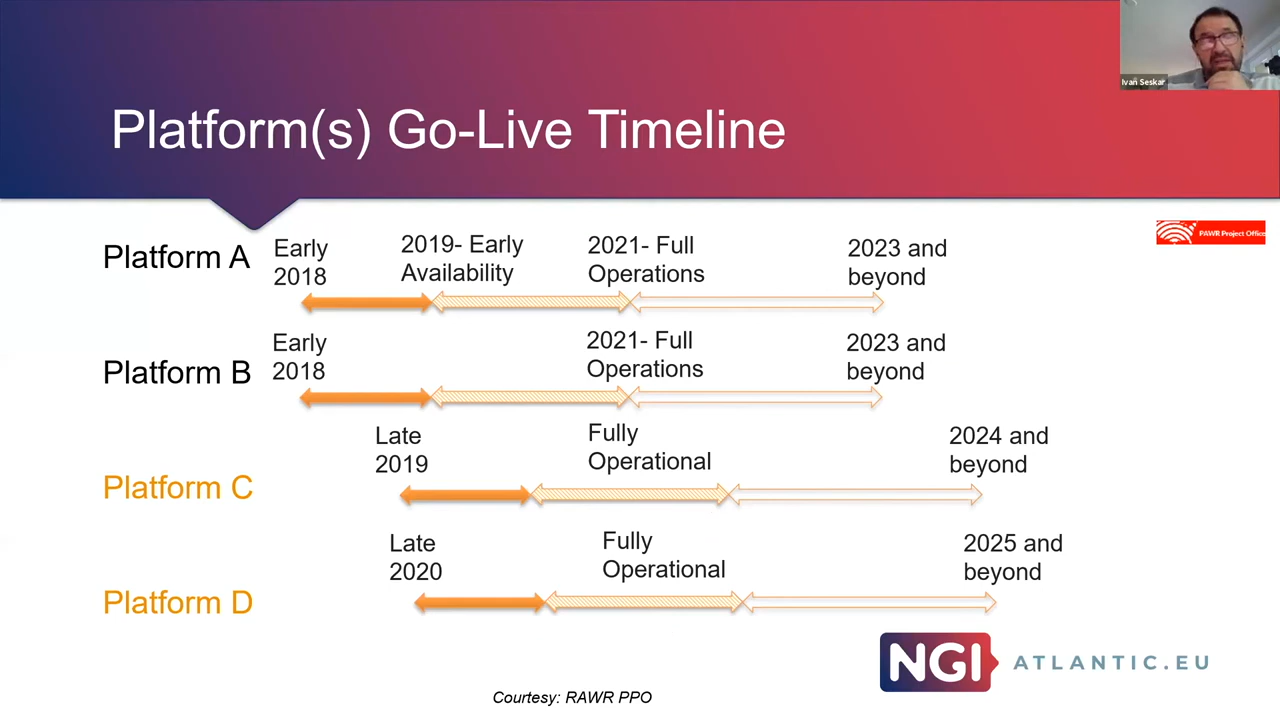 Ivan Seskar
Platform(s) Go-Live Timeline
PAWR Project Office
Platform A
Early
2018
2019- Early
Availability
2021- Full
Operations
2023 and
beyond
Platform B
Early
2018
2021- Full
Operations
2023 and
beyond
Platform C
Late
2019
Fully
Operational
2024 and
beyond
Platform D
Late
2020
Fully
Operational
2025 and
beyond
NGI ATLANTIC.EU
Courtesy: RAWR PPO